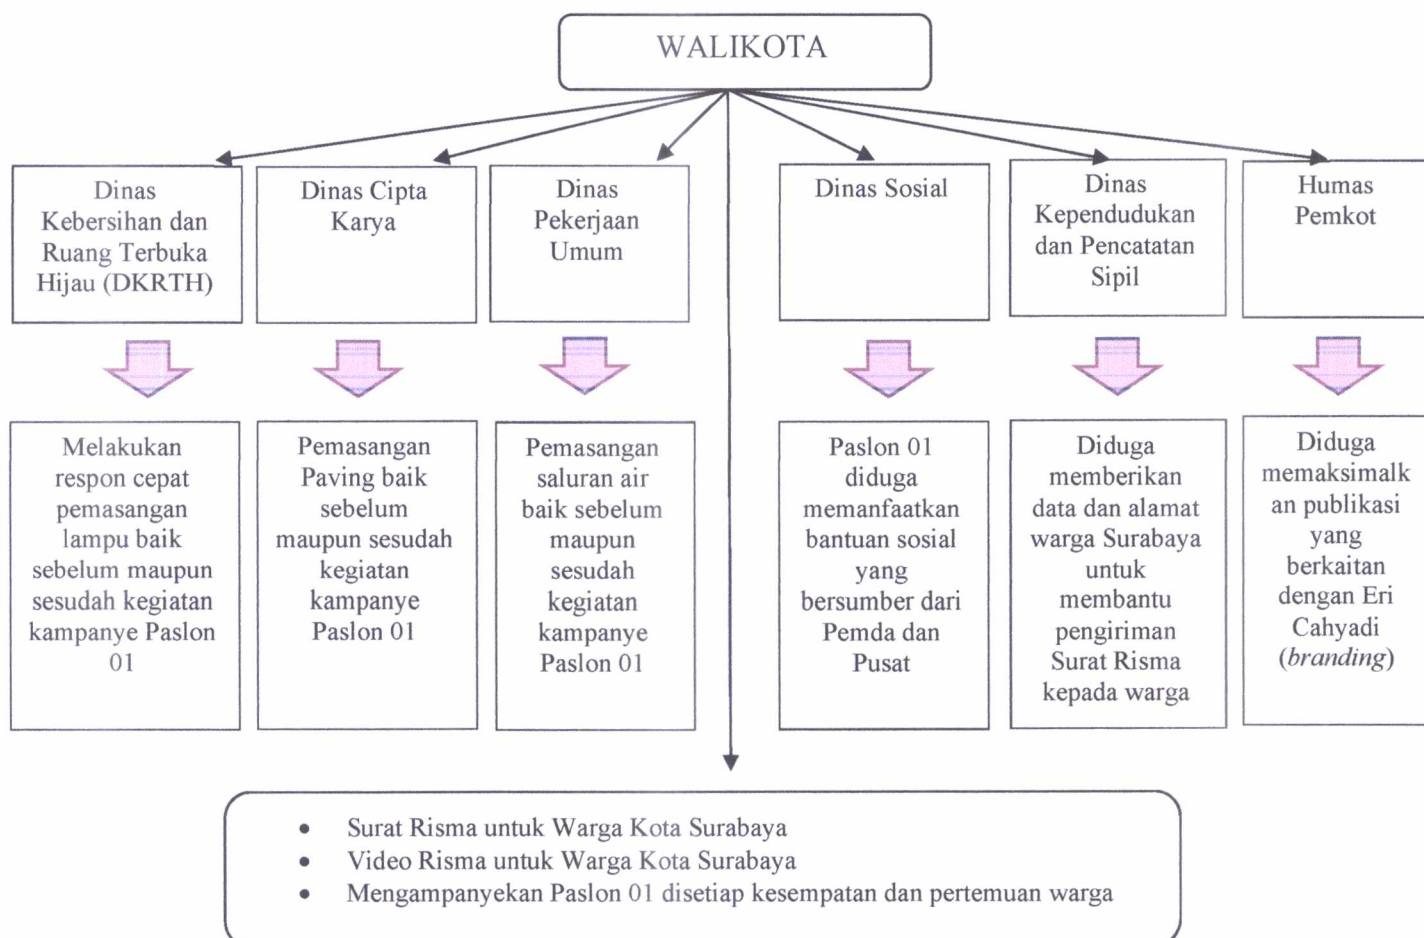 WALIKOTA
Dinas
Kebersihan dan
Ruang Terbuka
Hijau (DKRTH)
Dinas Cipta
Karya
Dinas
Pekerjaan
Umum
Dinas Sosial
Dinas
Kependudukan
dan Pencatatan
Sipil
Humas
Pemkot
Melakukan
respon cepat
pemasangan
lampu baik
sebelum maupun
sesudah kegiatan
kampanye Paslon
01
Pemasangan
Paving baik
sebelum
maupun sesudah
kegiatan
kampanye
Paslon 01
Pemasangan
saluran air
baik sebelum
maupun
sesudah
kegiatan
kampanye
Paslon 01
Paslon 01
diduga
memanfaatkan
bantuan sosial
yang
bersumber dari
Pemda dan
Pusat
Diduga
memberikan
data dan alamat
warga Surabaya
untuk
membantu
pengiriman
Surat Risma
kepada warga
Diduga
memaksimalk
an publikasi
yang
berkaitan
dengan Eri
Cahyadi
(branding)
• Surat Risma untuk Warga Kota Surabaya
• Video Risma untuk Warga Kota Surabaya
• Mengampanyekan Paslon 01 disetiap kesempatan dan pertemuan warga